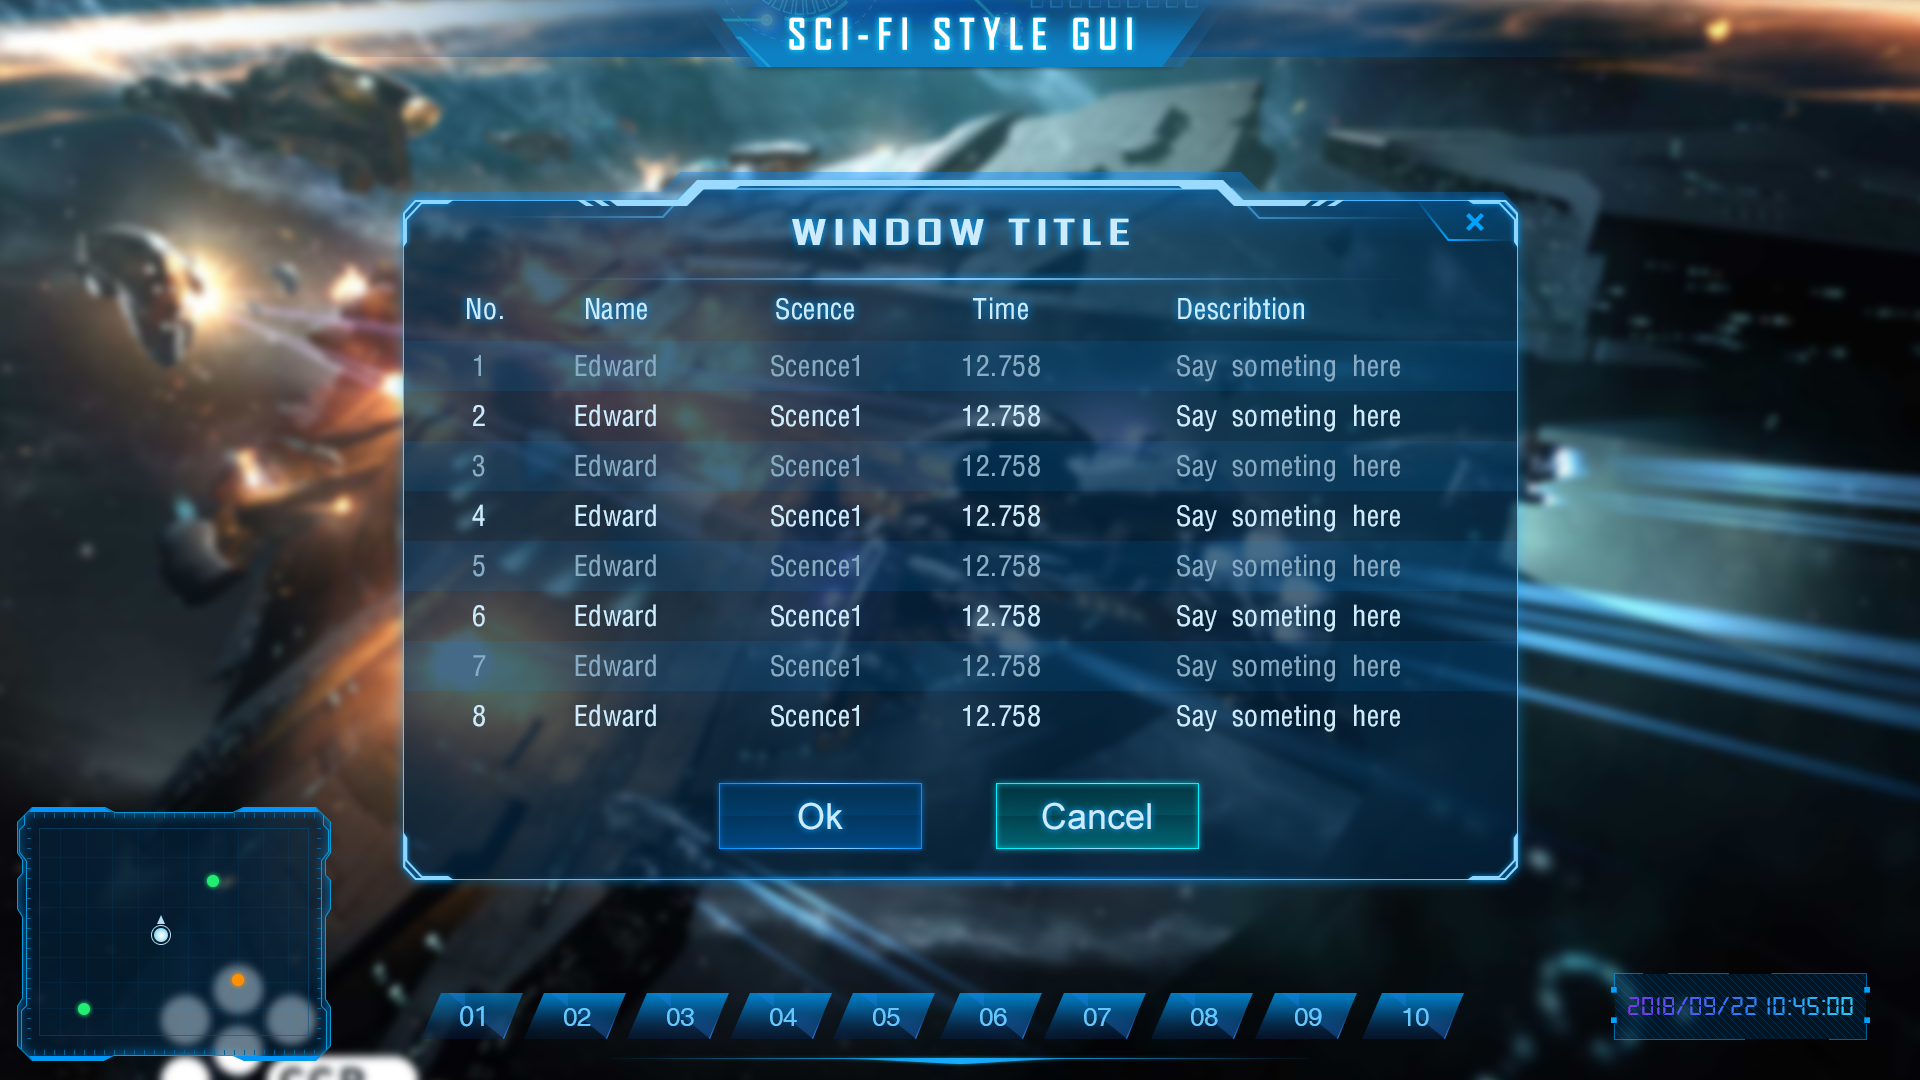 SCI-FI STYLE GUI
WINDOW TITLE
No. Name Scence Time Describtion
1 Edward Scence1 12.758 Say someting here
2 Edward Scence1 12.758 Say someting here
3 Edward Scence1 12.758 Say someting here
4 Edward Scence1 12.758 Say someting here
5 Edward Scence1 12.758 Say someting here
6 Edward Scence1 12.758 Say someting here
7 Edward Scence1 12.758 Say someting here
8 Edward Scence1 12.758 Say someting here
Ok Cancel
01 02 03 04 05 06 07 08 09 10
2018/09/22 10:45:00